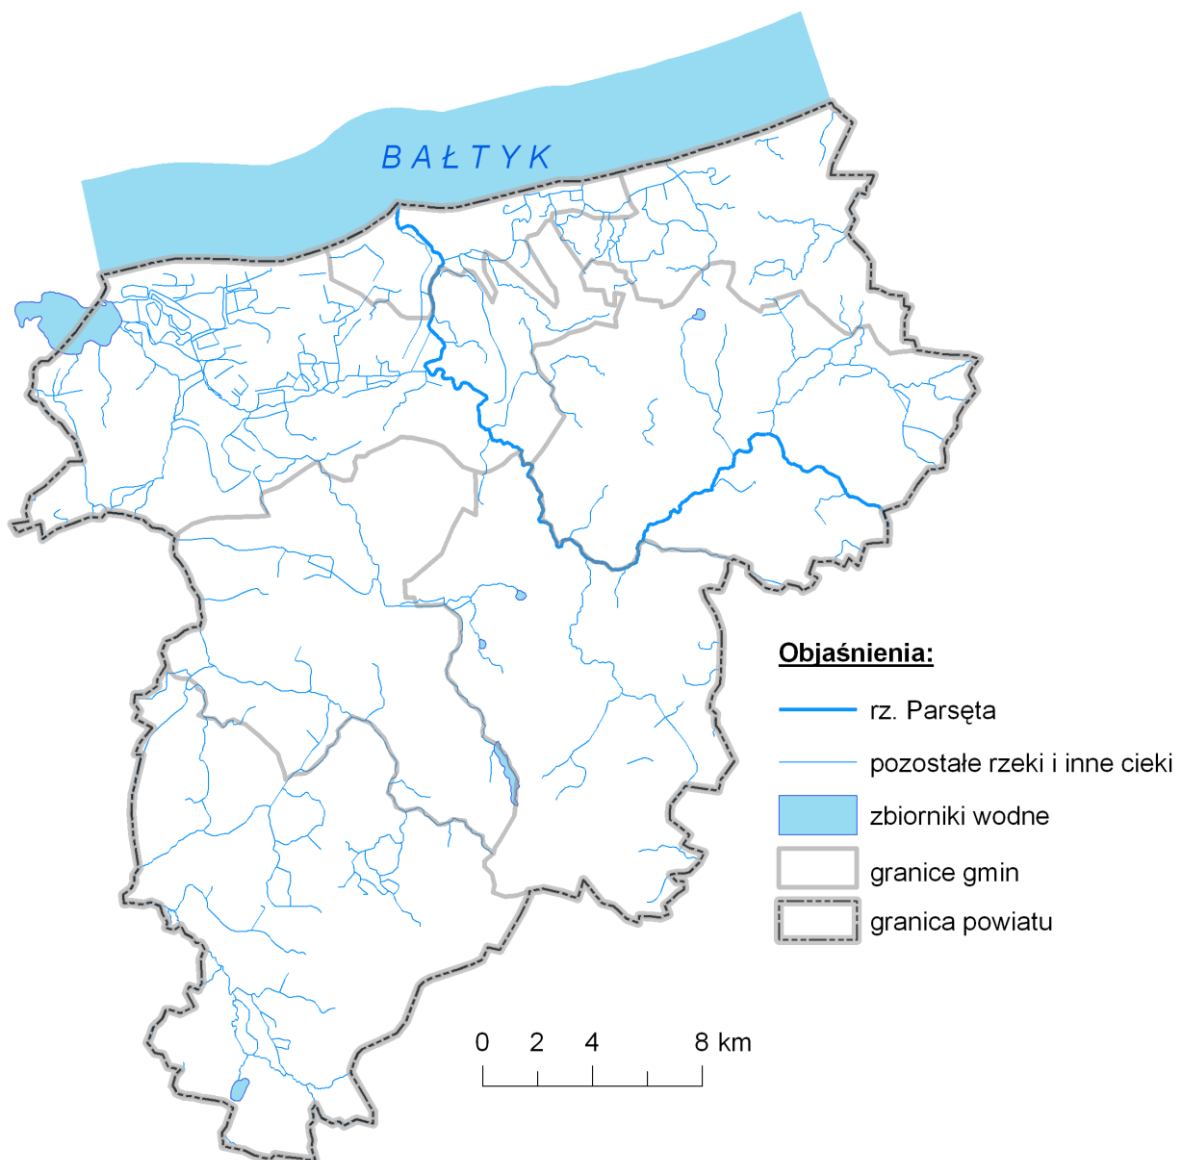 BAŁTYK
Objaśnienia:
rz. Parsęta
pozostałe rzeki i inne cieki
zbiorniki wodne
granice gmin
granica powiatu
0 2 4 8 km